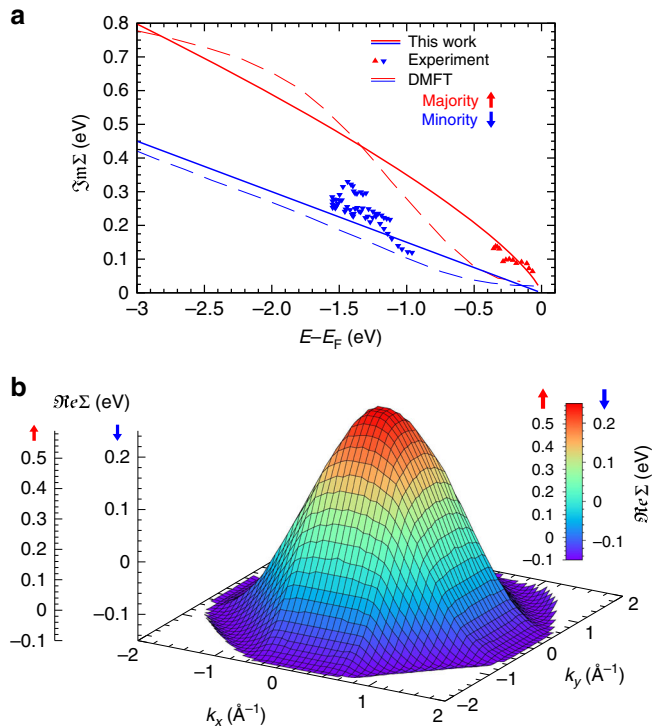 a
0.8
0.7
0.6
0.5
0.4
0.3
0.2
0.1
0
ℑmΣ (eV)
This work
Experiment
DMFT
Majority ↑
Minority ↓
−3 −2.5 −2 −1.5 −1.0 −0.5 0
E−E_F (eV)
b
ℜeΣ (eV)
↑ ↓
0.5
0.4
0.3
0.2
0.1
0
−0.1
0.2
0.1
0
−0.1
↑ ↓
0.5 0.2
0.4 0.1
0.3
0.2 0
0.1
0 −0.1
−0.1
ℜeΣ (eV)
−2 −1 0 1 2
k_x (Å⁻¹)
−2 −1 0 1 2
k_y (Å⁻¹)